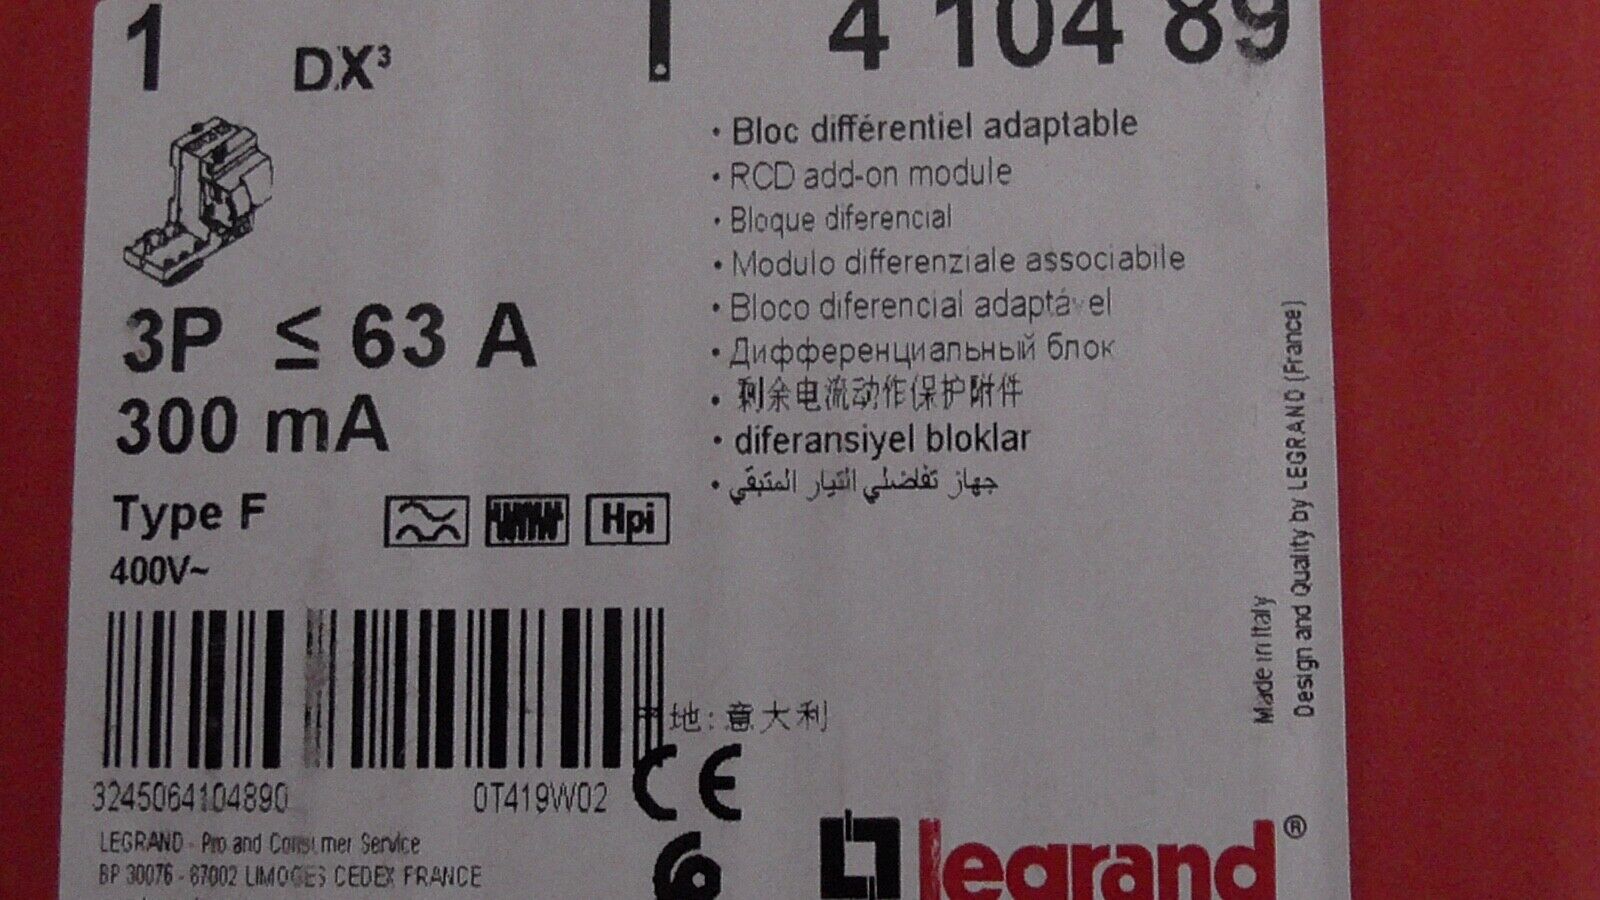 1 DX³ 4 104 89
• Bloc différentiel adaptable
• RCD add-on module
• Bloque diferencial
• Modulo differenziale associabile
• Bloco diferencial adaptável
• Дифференциальный блок
• 剩余电流动作保护附件
• diferansiyel bloklar
• جهاز تفاضلي التيار المتبقي
3P ≤ 63 A
300 mA
Type F
Hpi
400V~
3245064104890 0T419W02
产地: 意大利
CE
LEGRAND - Pro and Consumer Service
BP 30076 - 87002 LIMOGES CEDEX FRANCE
legrand®
Made in Italy
Design and Quality by LEGRAND (France)